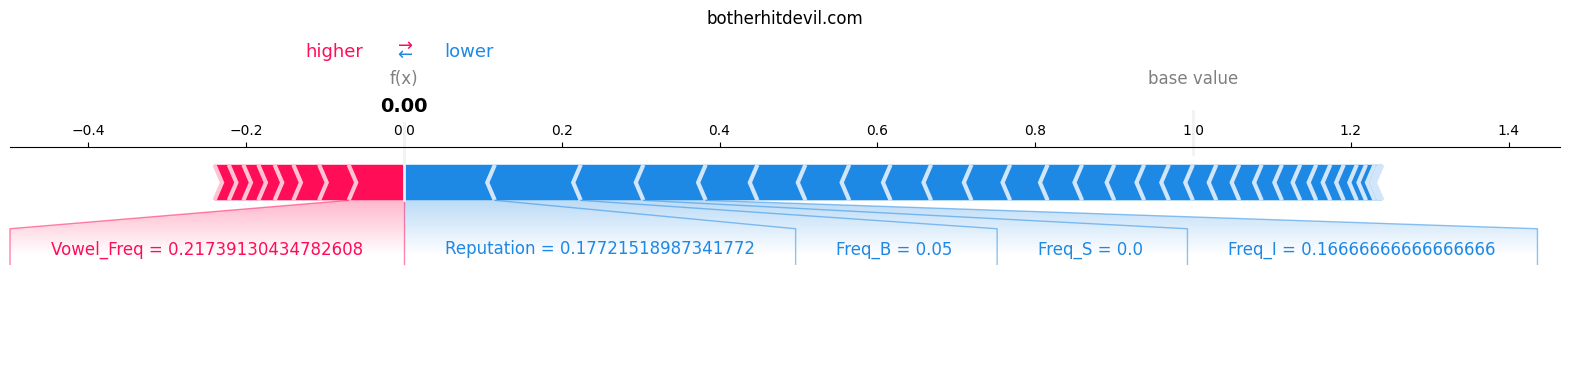 botherhitdevil.com
higher → ← lower
f(x) base value
0.00
−0.4 −0.2 0 0 0.2 0.4 0.6 0.8 1 0 1.2 1.4
Vowel_Freq = 0.21739130434782608 Reputation = 0.17721518987341772 Freq_B = 0.05 Freq_S = 0.0 Freq_I = 0.16666666666666666